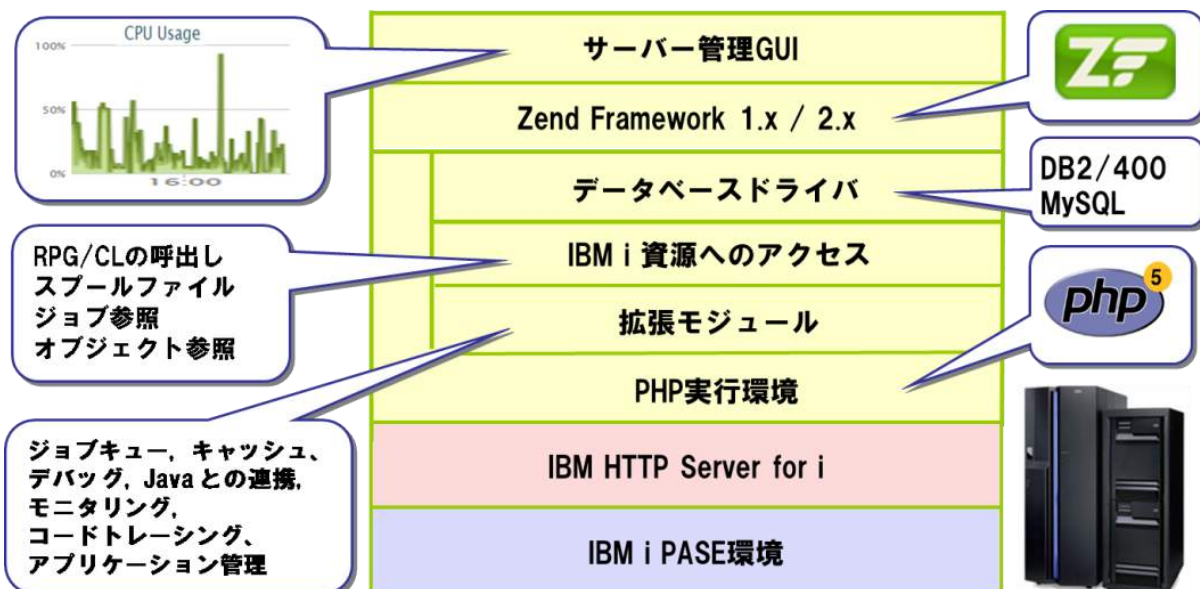 CPU Usage
100%
50%
0%
16:00
サーバー管理GUI
Zend Framework 1.x / 2.x
ZF
データベースドライバ
DB2/400
MySQL
IBM i 資源へのアクセス
RPG/CLの呼出し
スプールファイル
ジョブ参照
オブジェクト参照
拡張モジュール
php
5
PHP実行環境
ジョブキュー, キャッシュ、
デバッグ, Javaとの連携,
モニタリング,
コードトレーシング、
アプリケーション管理
IBM HTTP Server for i
IBM i PASE環境